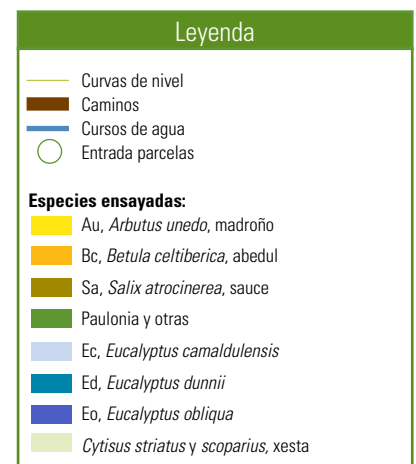 Leyenda
Curvas de nivel
Caminos
Cursos de agua
Entrada parcelas
Especies ensayadas:
Au, Arbutus unedo, madroño
Bc, Betula celtiberica, abedul
Sa, Salix atrocinerea, sauce
Paulonia y otras
Ec, Eucalyptus camaldulensis
Ed, Eucalyptus dunnii
Eo, Eucalyptus obliqua
Cytisus striatus y scoparius, xesta